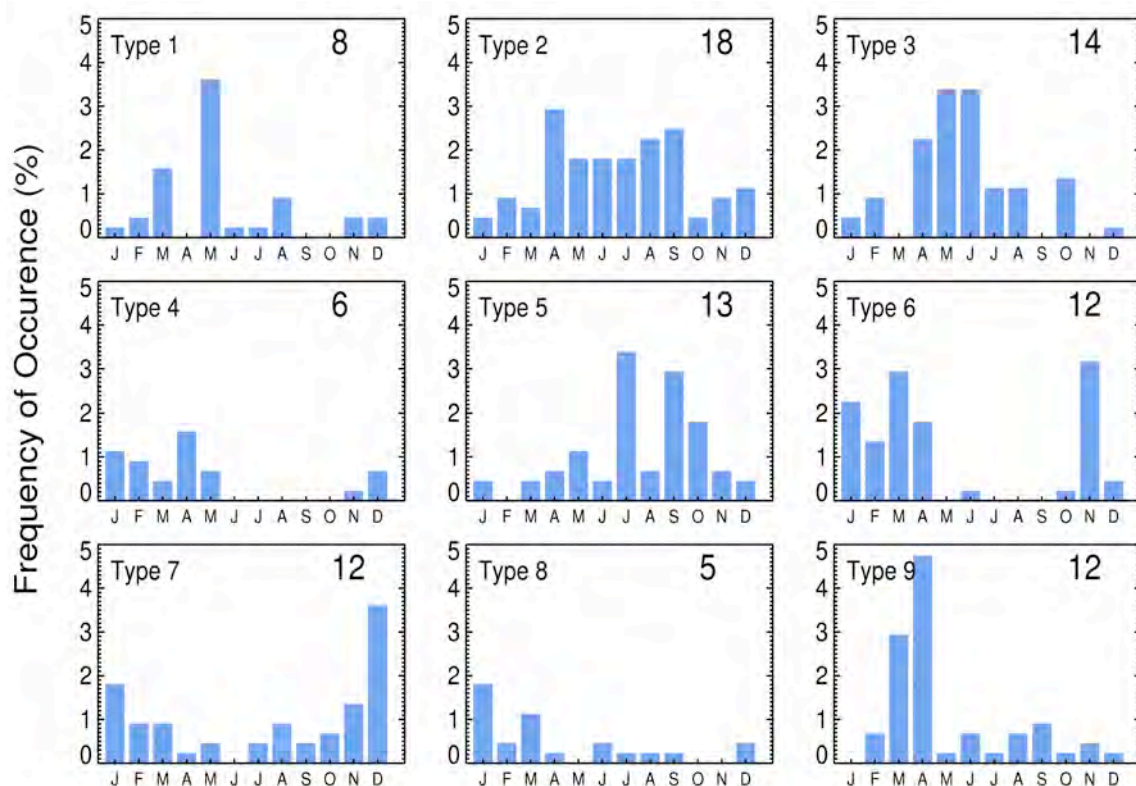 Frequency of Occurence (%)
Type 1 8
5
4
3
2
1
0
J F M A M J J A S O N D
Type 2 18
5
4
3
2
1
0
J F M A M J J A S O N D
Type 3 14
5
4
3
2
1
0
J F M A M J J A S O N D
Type 4 6
5
4
3
2
1
0
J F M A M J J A S O N D
Type 5 13
5
4
3
2
1
0
J F M A M J J A S O N D
Type 6 12
5
4
3
2
1
0
J F M A M J J A S O N D
Type 7 12
5
4
3
2
1
0
J F M A M J J A S O N D
Type 8 5
5
4
3
2
1
0
J F M A M J J A S O N D
Type 9 12
5
4
3
2
1
0
J F M A M J J A S O N D